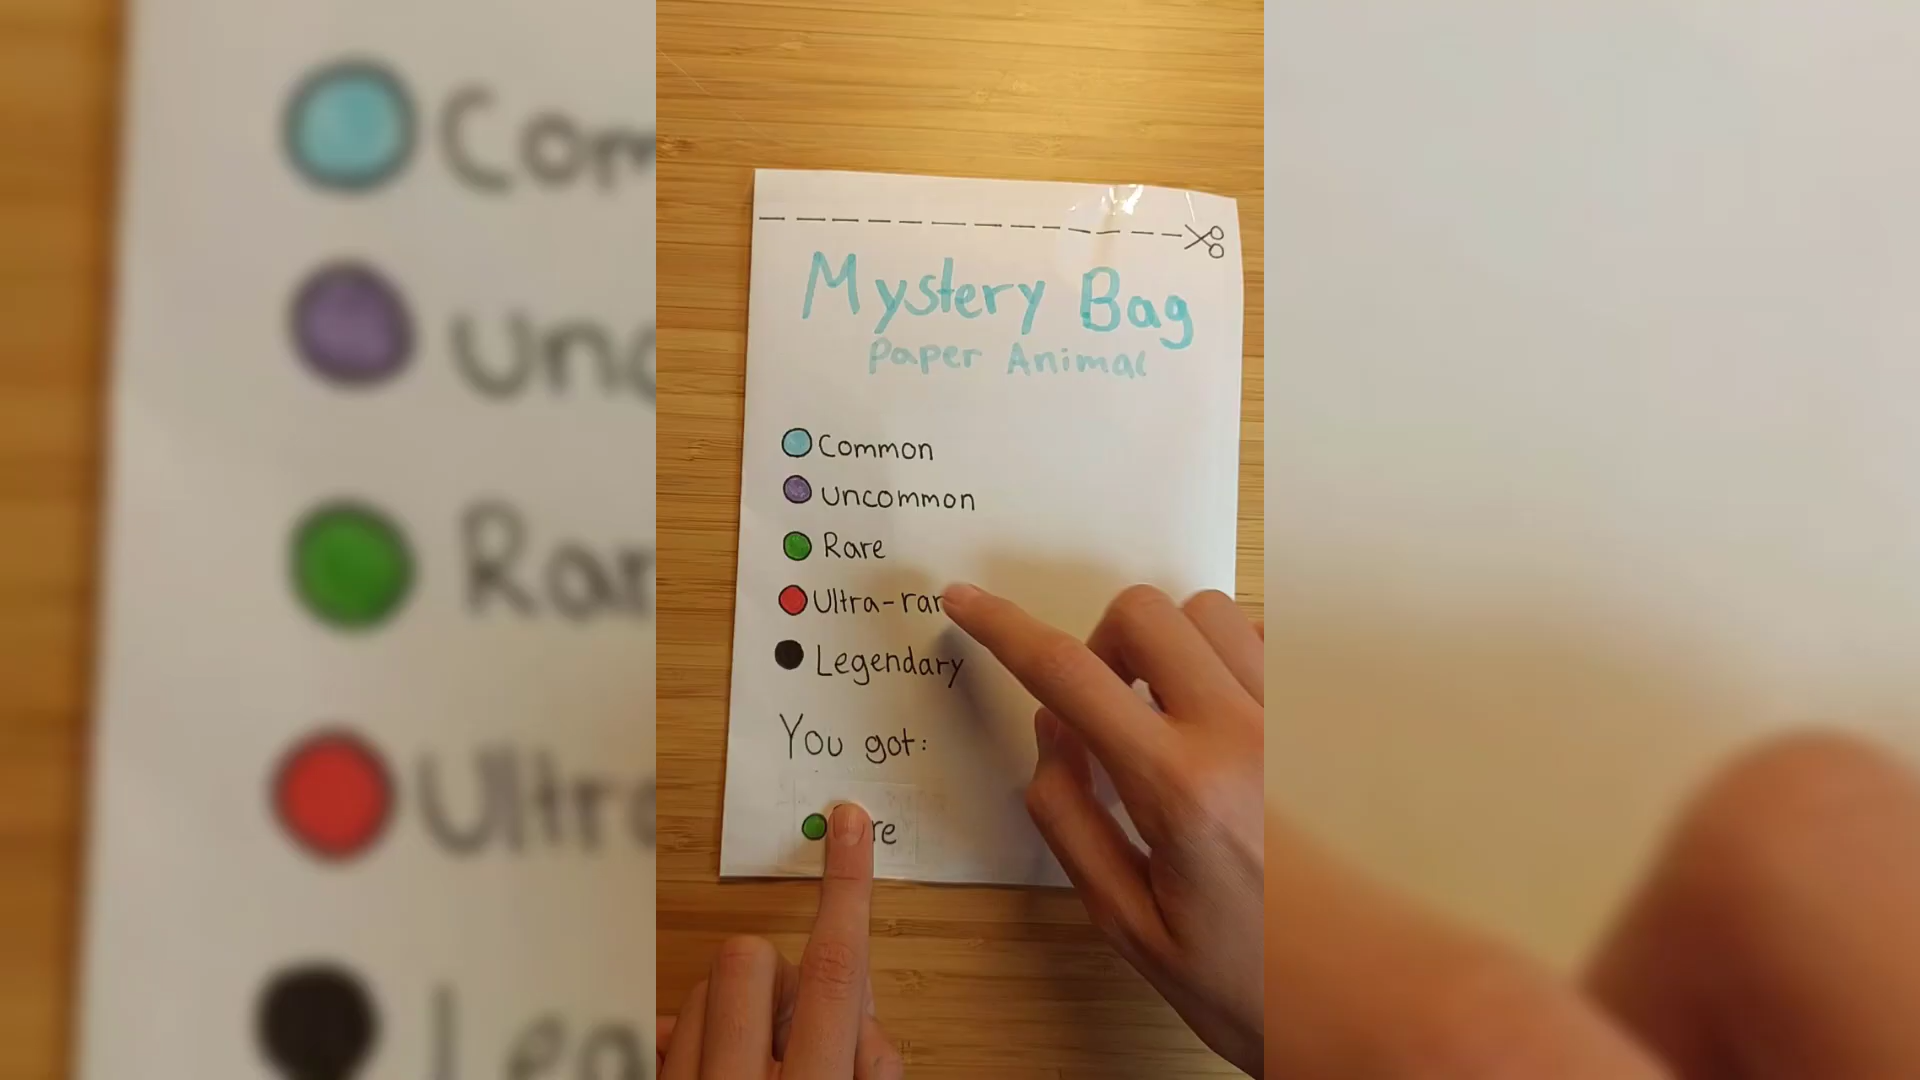 Mystery Bag
Paper Animal
Common
Uncommon
Rare
Ultra-rar
Legendary
You got:
re